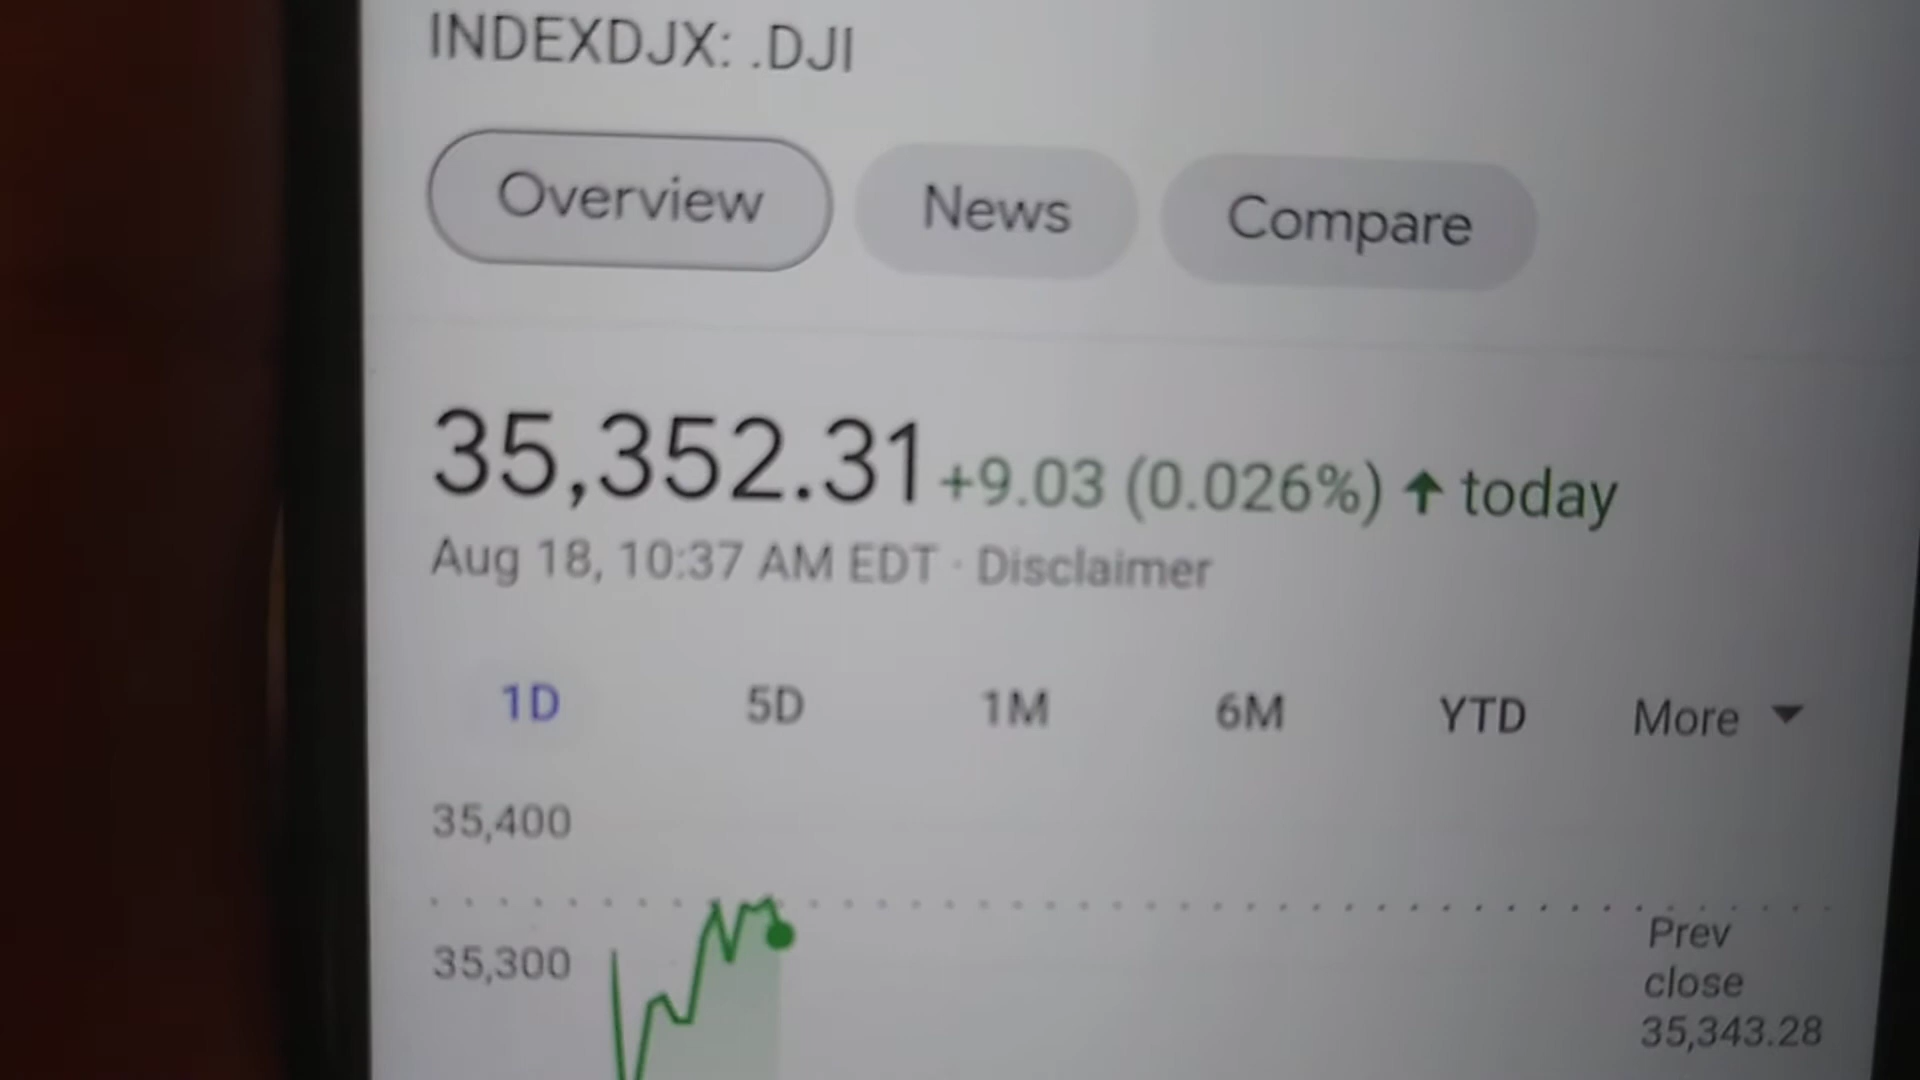 INDEXDJX: .DJI
Overview News Compare
35,352.31 +9.03 (0.026%) ↑ today
Aug 18, 10:37 AM EDT · Disclaimer
1D 5D 1M 6M YTD More
35,400
35,300
Prev
close
35,343.28